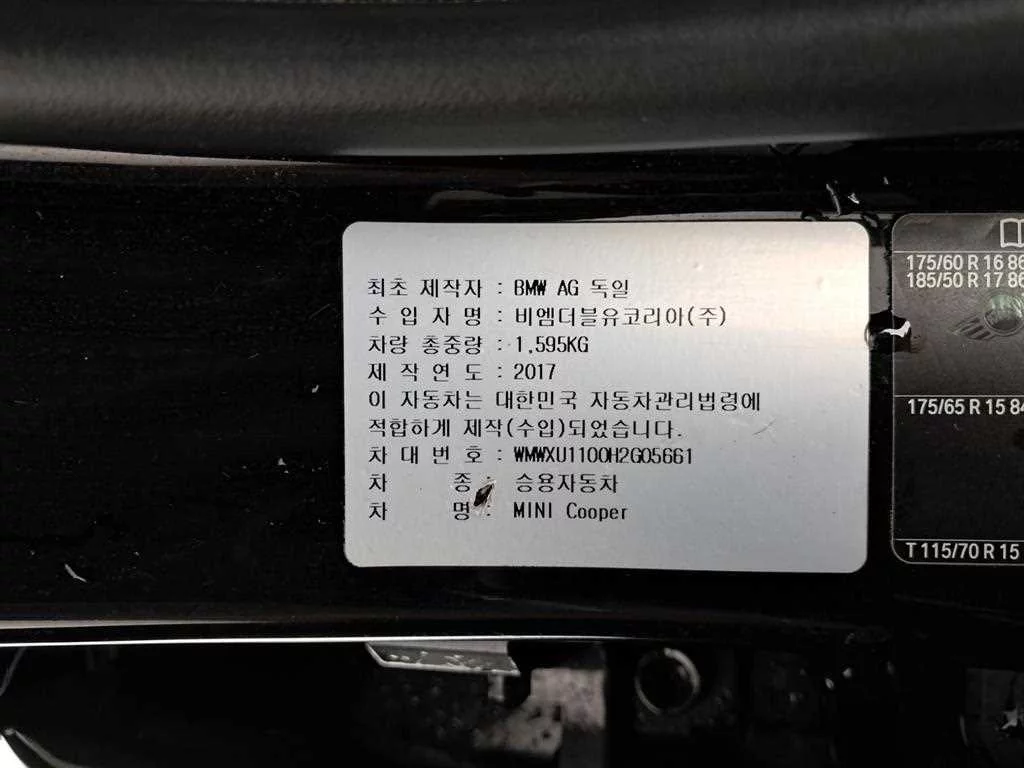 최초 제작자 : BMW AG 독일
수 입 자 명 : 비엠더블유코리아(주)
차량 총중량 : 1,595KG
제 작 연 도 : 2017
이 자동차는 대한민국 자동차관리법령에
적합하게 제작(수입)되었습니다.
차 대 번 호 : WMWXU1100H2G05661
차 종 : 승용자동차
차 명 : MINI Cooper
175/60 R 16 86
185/50 R 17 86
175/65 R 15 84
T 115/70 R 15